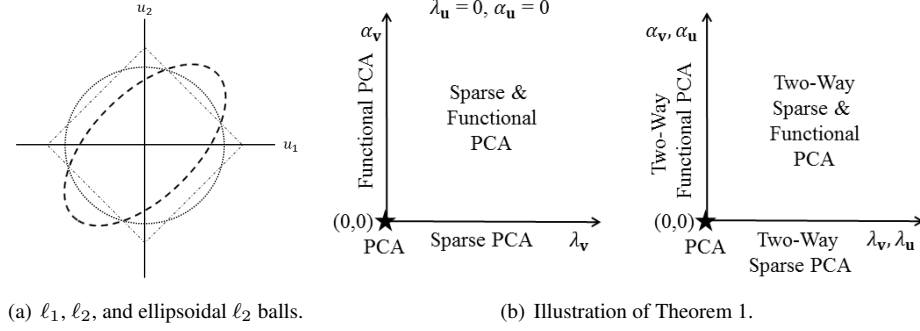 u₂
u₁
(a) ℓ₁, ℓ₂, and ellipsoidal ℓ₂ balls.
λᵤ = 0, αᵤ = 0
αᵥ
Functional PCA
Sparse &
Functional
PCA
(0,0)
PCA
Sparse PCA
λᵥ
αᵥ, αᵤ
Two-Way
Functional PCA
Two-Way
Sparse &
Functional
PCA
(0,0)
PCA
Two-Way
Sparse PCA
λᵥ, λᵤ
(b) Illustration of Theorem 1.